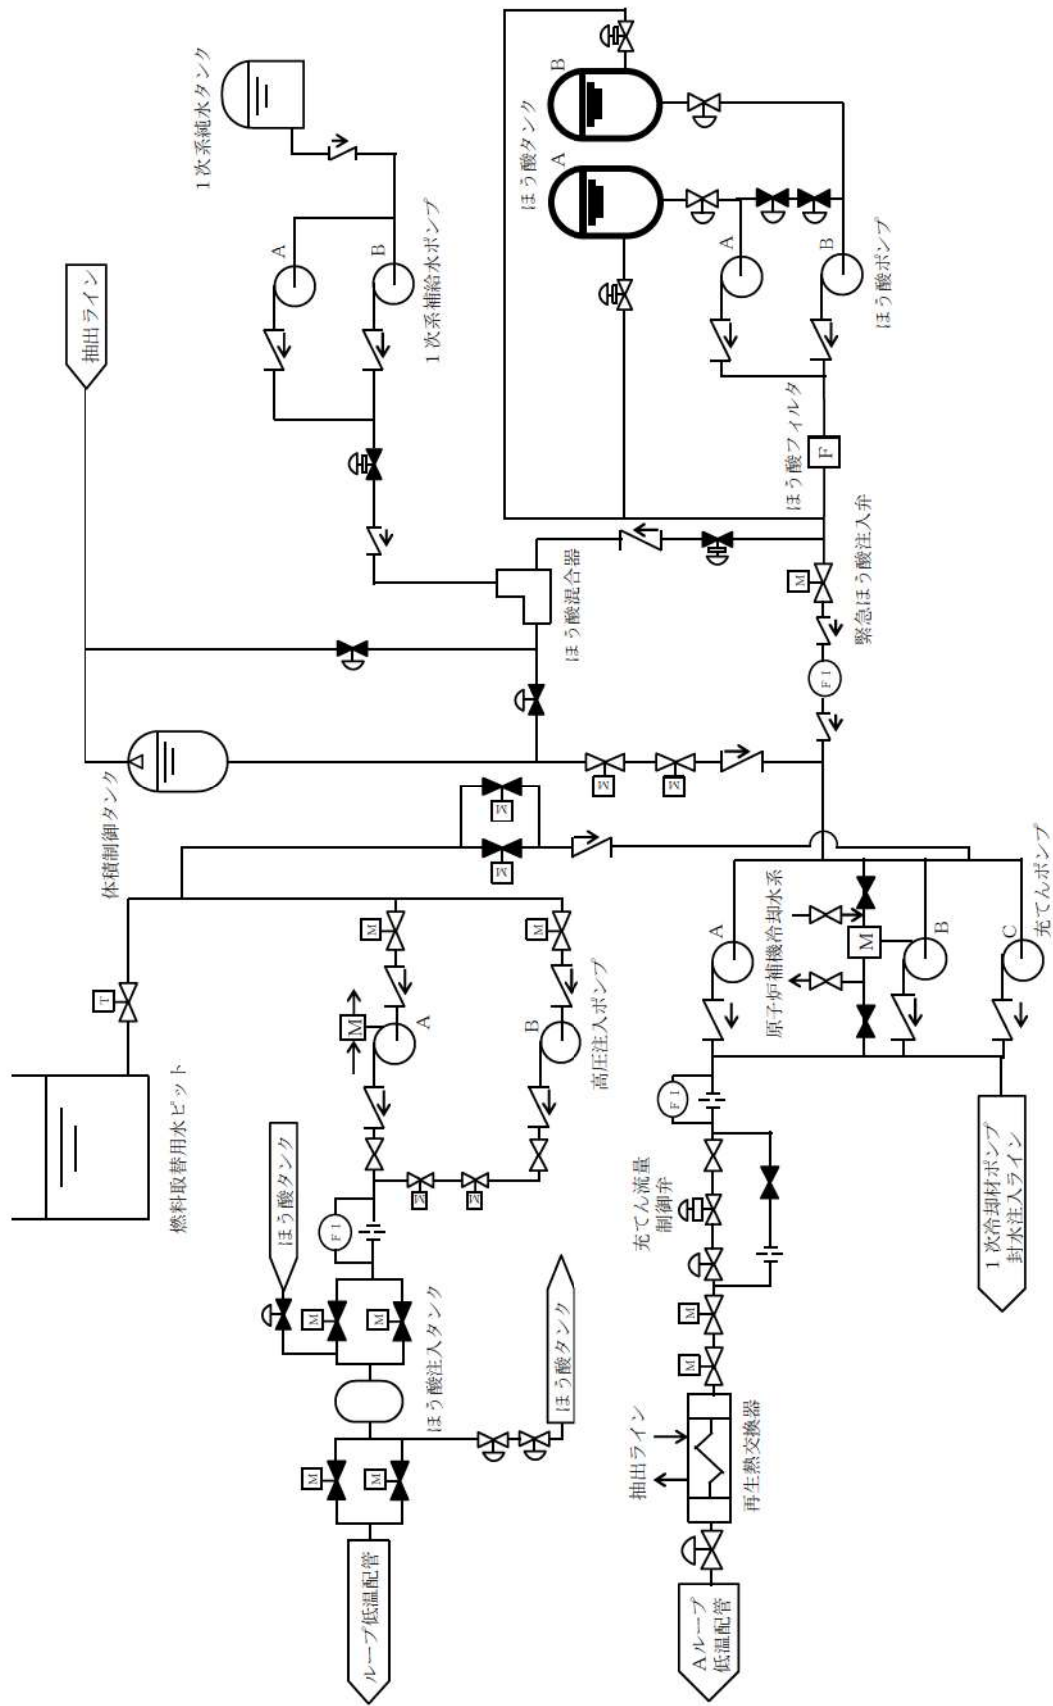 燃料取替用水ピット
T
体積制御タンク
抽出ライン
1次系純水タンク
A
B
1次系補給水ポンプ
ほう酸タンク
A
B
A
B
ほう酸ポンプ
ほう酸フィルタ
F
ほう酸混合器
M
緊急ほう酸注入弁
FI
M
M
M
M
M
M
M
A
B
高圧注入ポンプ
ほう酸タンク
FI
M
M
M
M
ほう酸注入タンク
M
M
ループ低温配管
ほう酸タンク
A
原子炉補機冷却水系
M
B
C
充てんポンプ
FI
充てん流量
制御弁
M
M
抽出ライン
再生熱交換器
Aループ
低温配管
1次冷却材ポンプ
封水注入ライン